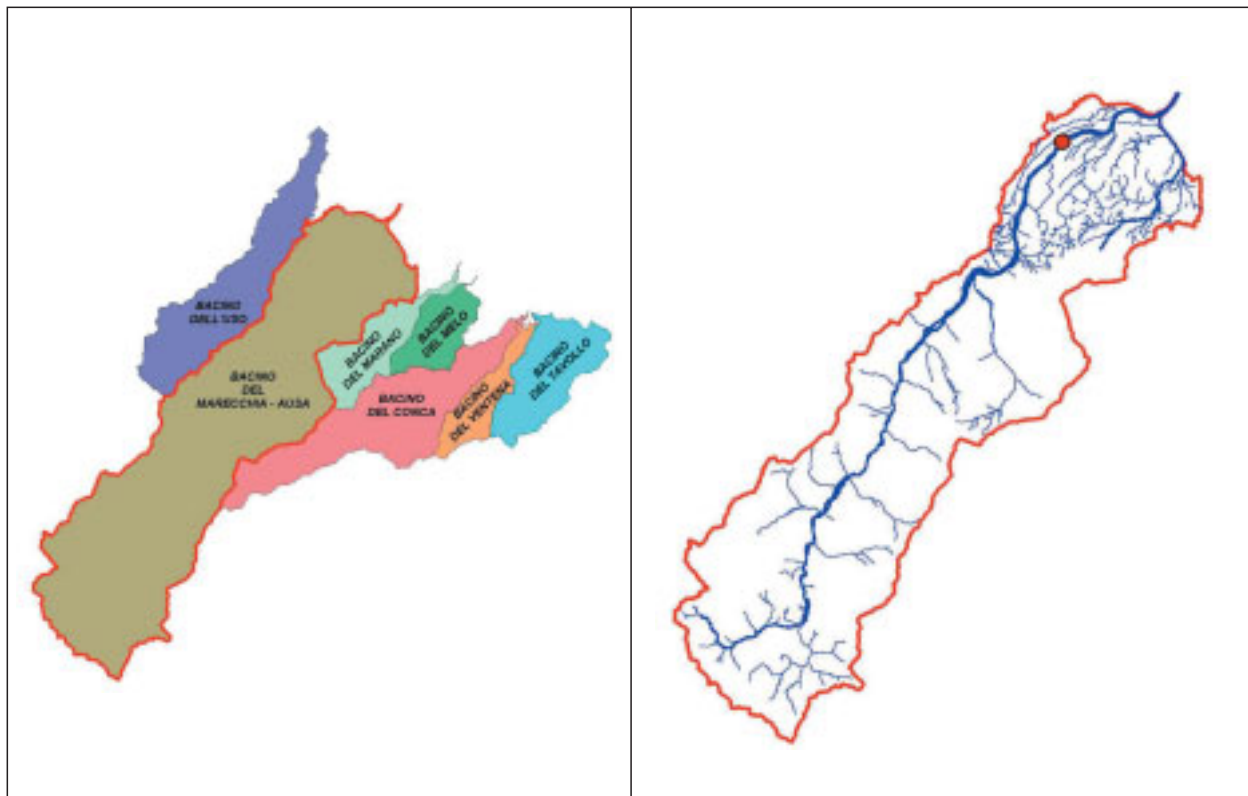 BACINO
DELL'USO
BACINO
DEL
MARECCHIA - AUSA
BACINO
DEL MARANO
BACINO
DEL MELO
BACINO
DEL CONCA
BACINO
DEL VENTENA
BACINO
DEL TAVOLLO